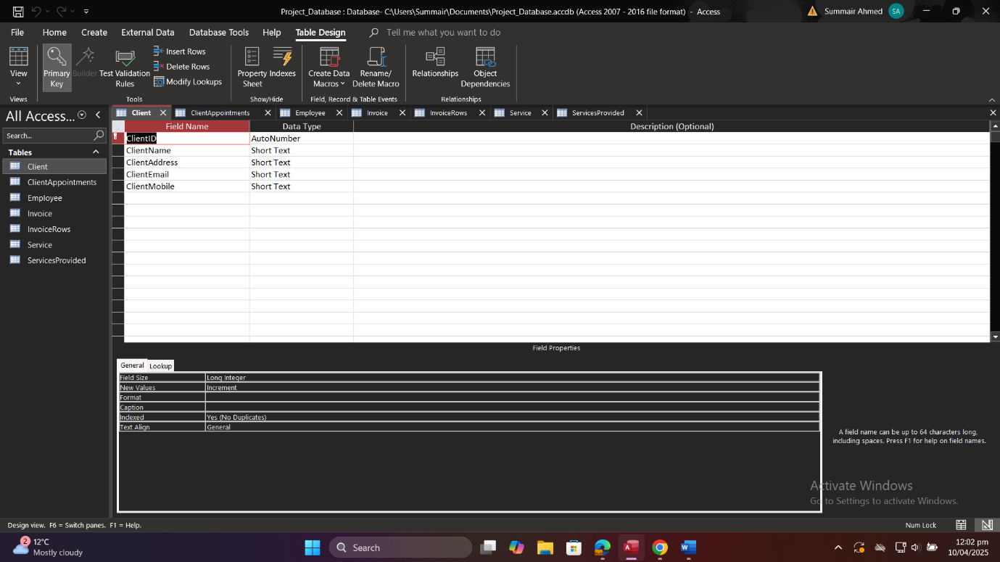 Project_Database : Database- C:\Users\Summair\Documents\Project_Database.accdb (Access 2007 - 2016 file format) - Access
Summair Ahmed SA
File Home Create External Data Database Tools Help Table Design Tell me what you want to do
View
Primary Key
Builder
Test Validation Rules
Insert Rows
Delete Rows
Modify Lookups
Property Sheet
Indexes
Create Data Macros
Rename/ Delete Macro
Relationships
Object Dependencies
Views Tools Show/Hide Field, Record & Table Events Relationships
All Access...
Search...
Tables
Client
ClientAppointments
Employee
Invoice
InvoiceRows
Service
ServicesProvided
Client ClientAppointments Employee Invoice InvoiceRows Service ServicesProvided
Field Name Data Type Description (Optional)
ClientID AutoNumber
ClientName Short Text
ClientAddress Short Text
ClientEmail Short Text
ClientMobile Short Text
Field Properties
General Lookup
Field Size Long Integer
New Values Increment
Format
Caption
Indexed Yes (No Duplicates)
Text Align General
A field name can be up to 64 characters long,
including spaces. Press F1 for help on field names.
Activate Windows
Go to Settings to activate Windows.
Design view. F6 = Switch panes. F1 = Help.
Num Lock
2
12°C
Mostly cloudy
Search
12:02 pm
10/04/2025